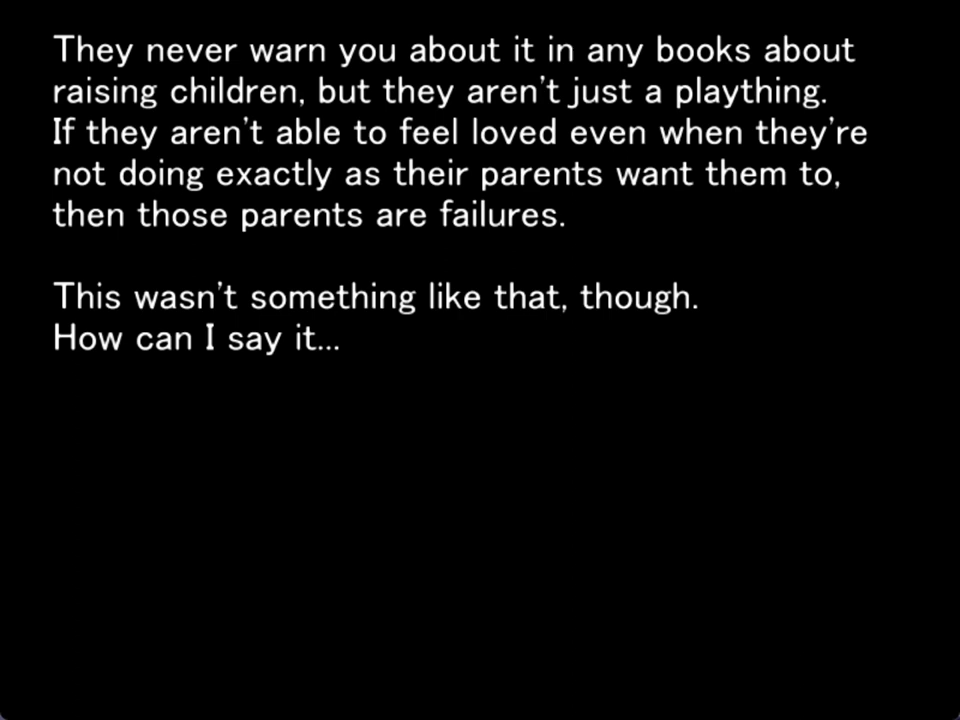 They never warn you about it in any books about
raising children, but they aren't just a plaything.
If they aren't able to feel loved even when they're
not doing exactly as their parents want them to,
then those parents are failures.
This wasn't something like that, though.
How can I say it...